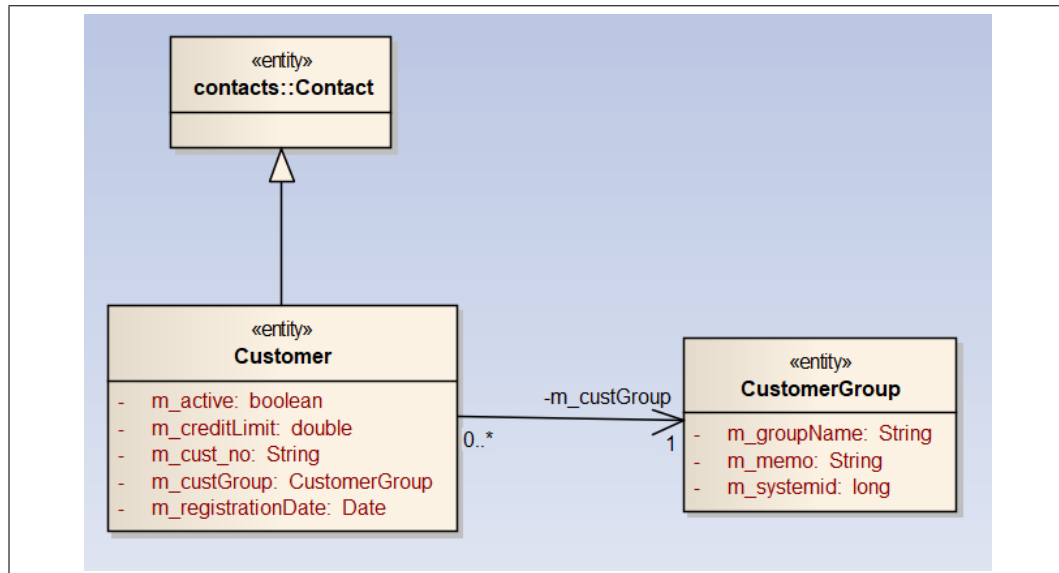 «entity»
contacts::Contact
«entity»
Customer
- m_active: boolean
- m_creditLimit: double
- m_cust_no: String
- m_custGroup: CustomerGroup
- m_registrationDate: Date
-m_custGroup
0..*
1
«entity»
CustomerGroup
- m_groupName: String
- m_memo: String
- m_systemid: long